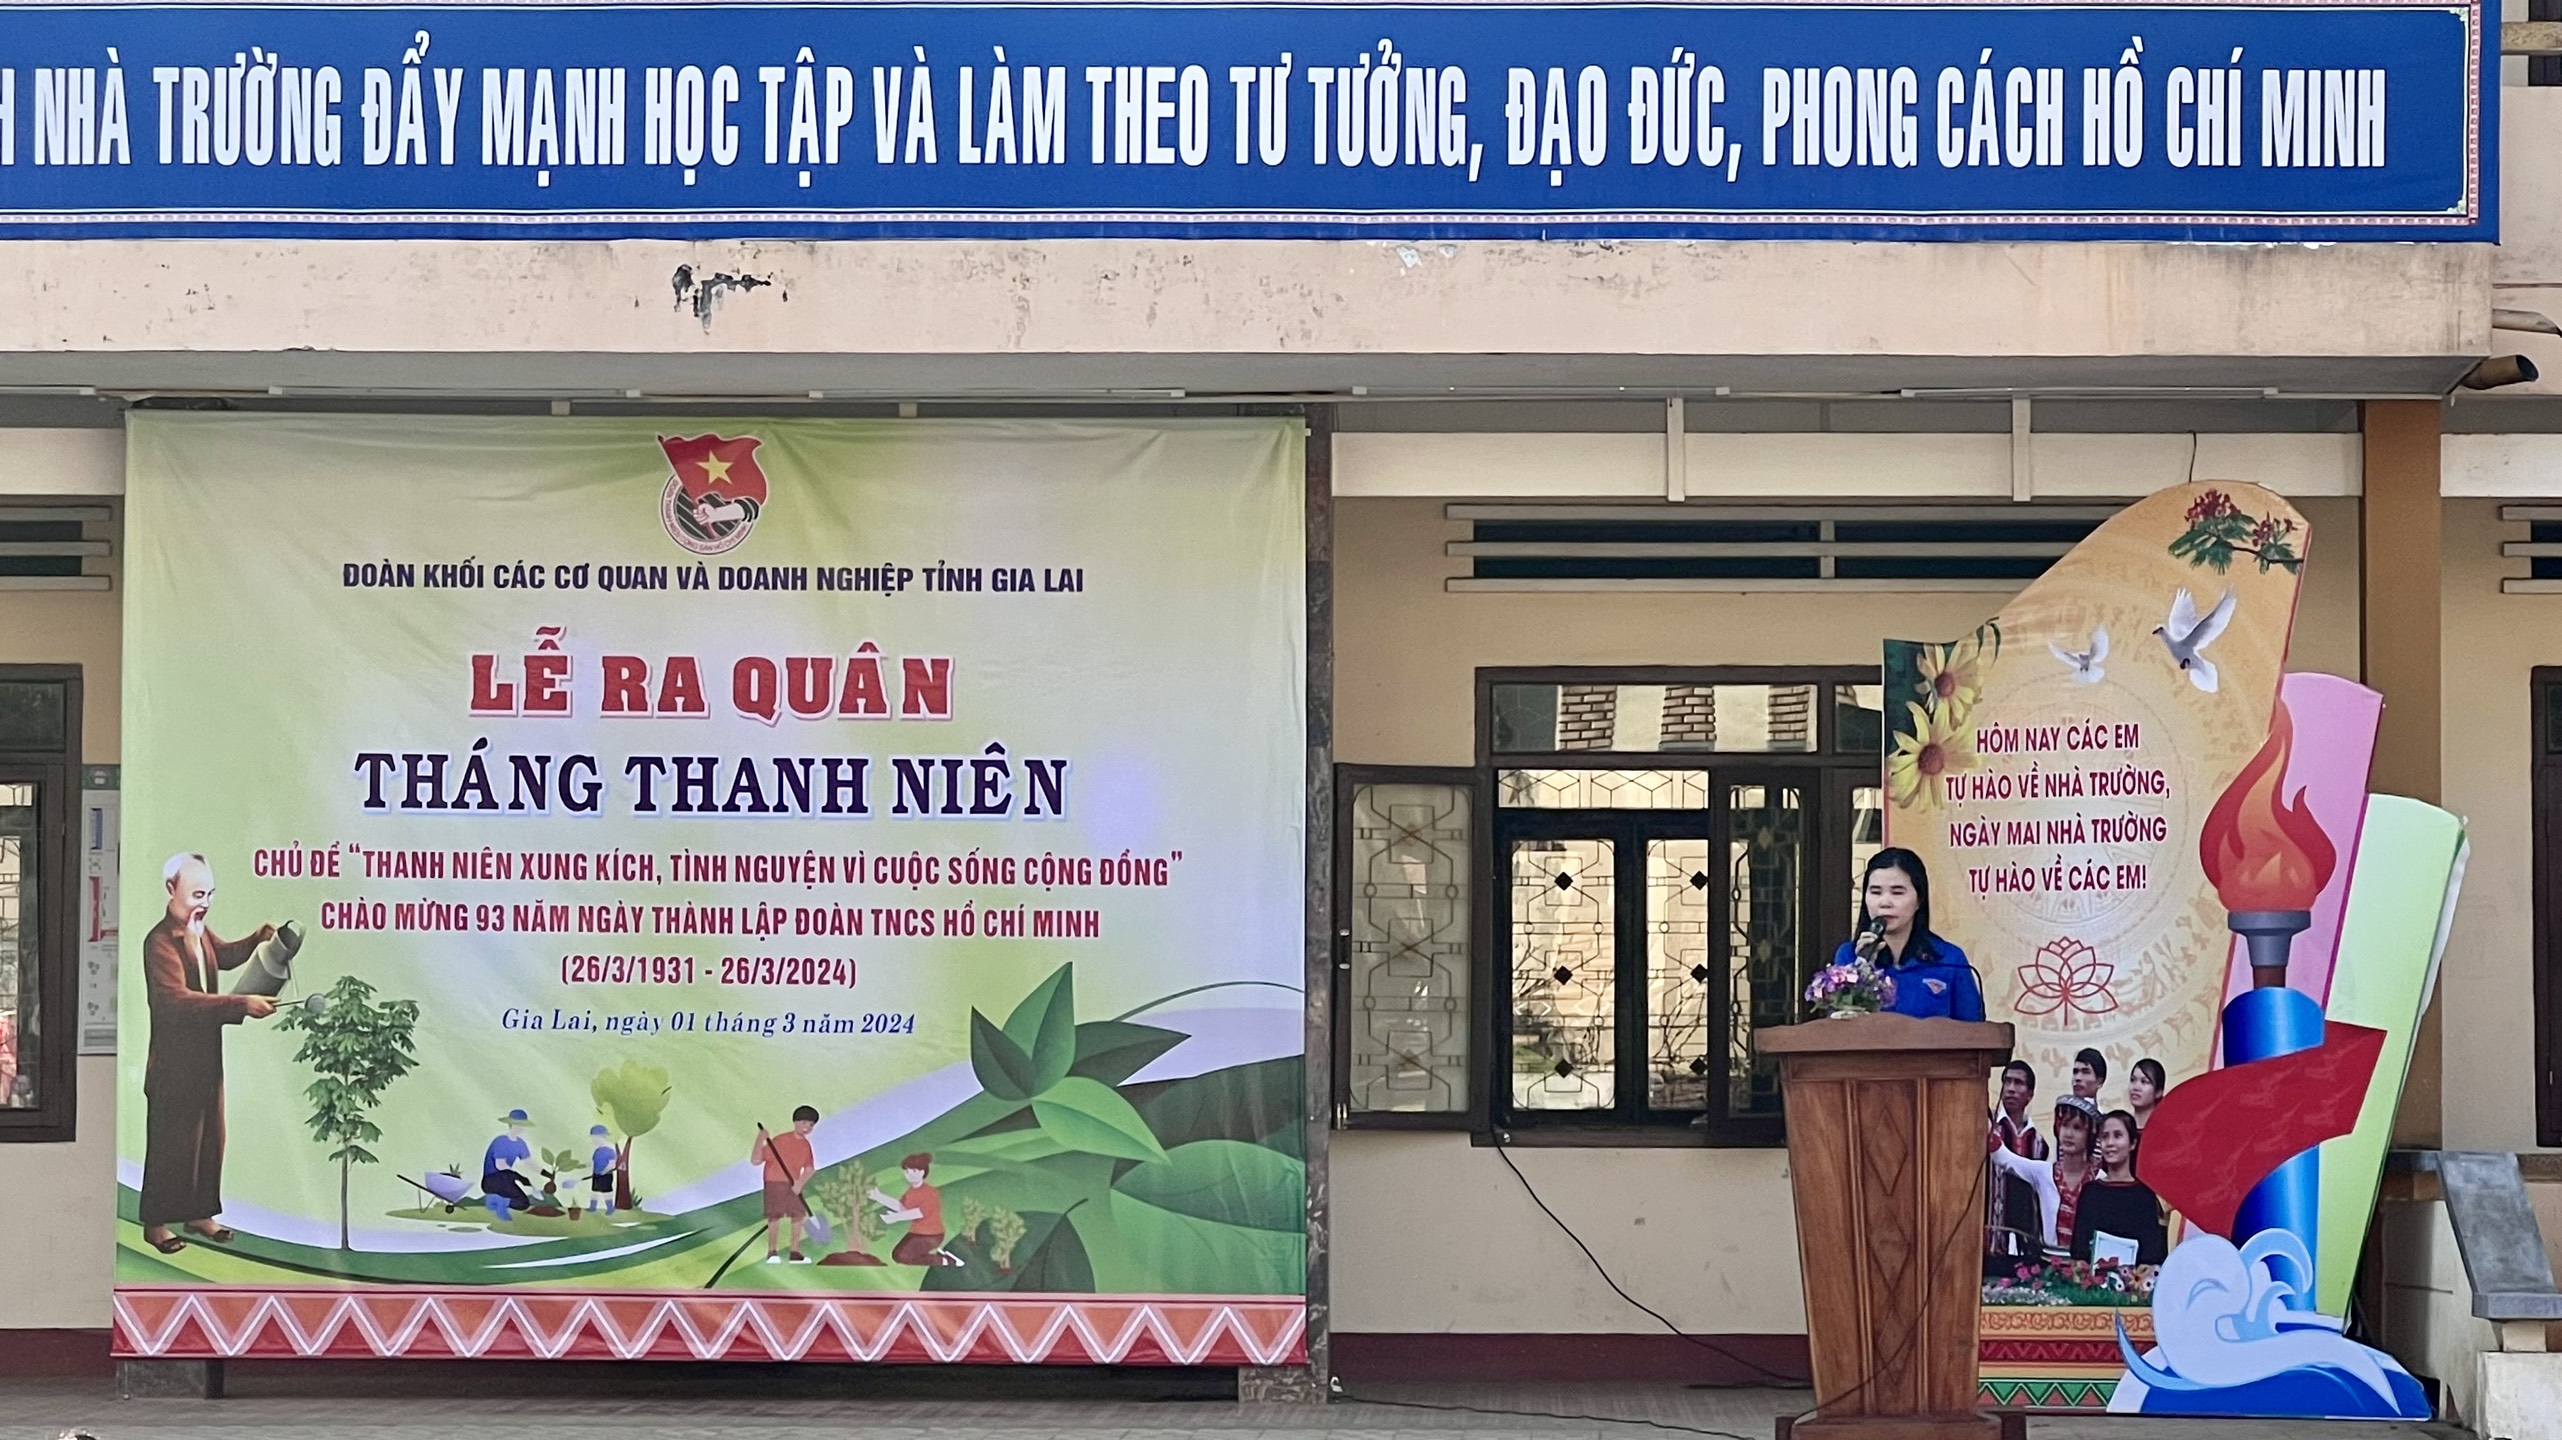 NHÀ TRƯỜNG ĐẨY MẠNH HỌC TẬP VÀ LÀM THEO TƯ TƯỞNG, ĐẠO ĐỨC, PHONG CÁCH HỒ CHÍ MINH
ĐOÀN KHỐI CÁC CƠ QUAN VÀ DOANH NGHIỆP TỈNH GIA LAI
LỄ RA QUÂN
THÁNG THANH NIÊN
CHỦ ĐỀ "THANH NIÊN XUNG KÍCH, TÌNH NGUYỆN VÌ CUỘC SỐNG CỘNG ĐỒNG"
CHÀO MỪNG 93 NĂM NGÀY THÀNH LẬP ĐOÀN TNCS HỒ CHÍ MINH
(26/3/1931 - 26/3/2024)
Gia Lai, ngày 01 tháng 3 năm 2024
HÔM NAY CÁC EM
TỰ HÀO VỀ NHÀ TRƯỜNG,
NGÀY MAI NHÀ TRƯỜNG
TỰ HÀO VỀ CÁC EM!